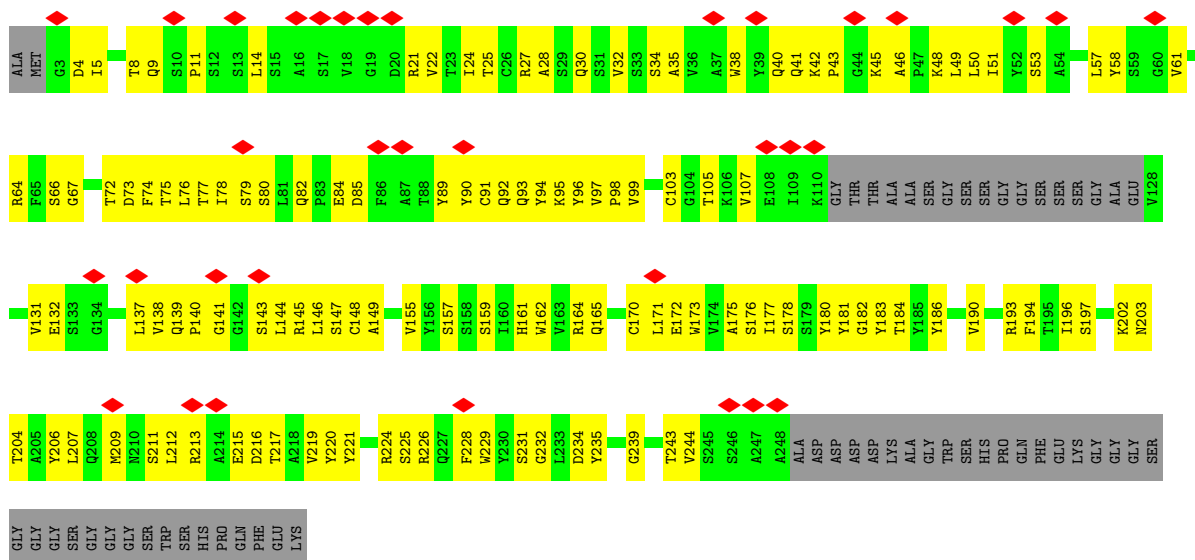 ALA MET G3 D4 I5 T8 Q9 S10 P11 S12 S13 L14 S15 A16 S17 V18 G19 D20 R21 V22 T23 I24 T25 C26 R27 A28 S29 Q30 S31 V32 S33 S34 A35 V36 A37 W38 Y39 Q40 Q41 K42 P43 G44 K45 A46 P47 K48 L49 L50 I51 Y52 S53 A54 L57 Y58 S59 G60 V61
R64 F65 S66 G67 T72 D73 F74 T75 L76 T77 I78 S79 S80 L81 Q82 P83 E84 D85 F86 A87 T88 Y89 Y90 C91 Q92 Q93 Y94 K95 Y96 V97 P98 V99 C103 G104 T105 K106 V107 E108 I109 K110 GLY THR THR ALA ALA SER GLY SER SER GLY GLY SER SER SER GLY ALA GLU V128
V131 E132 S133 G134 L137 V138 Q139 P140 G141 G142 S143 L144 R145 L146 S147 C148 A149 V155 Y156 S157 S158 S159 I160 H161 W162 V163 R164 Q165 C170 L171 E172 W173 V174 A175 S176 I177 S178 S179 Y180 Y181 G182 Y183 T184 Y185 Y186 V190 R193 F194 T195 I196 S197 K202 N203
T204 A205 Y206 L207 Q208 M209 N210 S211 L212 R213 A214 E215 D216 T217 A218 V219 Y220 Y221 R224 S225 R226 Q227 F228 W229 Y230 S231 G232 L233 D234 Y235 G239 T243 V244 S245 S246 A247 A248 ALA ASP ASP ASP ASP LYS ALA GLY TRP SER HIS PRO GLN PHE GLU LYS GLY GLY GLY SER
GLY GLY GLY SER GLY GLY GLY SER TRP SER HIS PRO GLN PHE GLU LYS